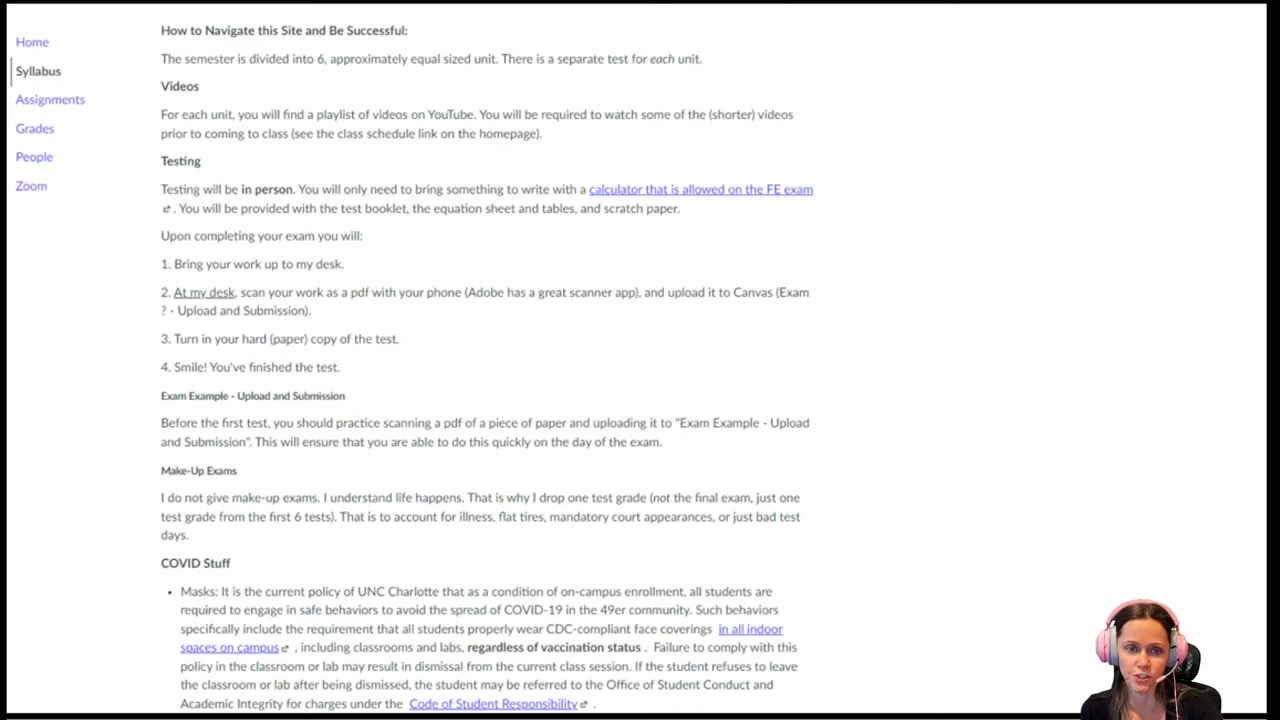 Home
Syllabus
Assignments
Grades
People
Zoom
How to Navigate this Site and Be Successful:
The semester is divided into 6, approximately equal sized unit. There is a separate test for each unit.
Videos
For each unit, you will find a playlist of videos on YouTube. You will be required to watch some of the (shorter) videos
prior to coming to class (see the class schedule link on the homepage).
Testing
Testing will be in person. You will only need to bring something to write with a calculator that is allowed on the FE exam
. You will be provided with the test booklet, the equation sheet and tables, and scratch paper.
Upon completing your exam you will:
1. Bring your work up to my desk.
2. At my desk, scan your work as a pdf with your phone (Adobe has a great scanner app), and upload it to Canvas (Exam
? - Upload and Submission).
3. Turn in your hard (paper) copy of the test.
4. Smile! You've finished the test.
Exam Example - Upload and Submission
Before the first test, you should practice scanning a pdf of a piece of paper and uploading it to "Exam Example - Upload
and Submission". This will ensure that you are able to do this quickly on the day of the exam.
Make-Up Exams
I do not give make-up exams. I understand life happens. That is why I drop one test grade (not the final exam, just one
test grade from the first 6 tests). That is to account for illness, flat tires, mandatory court appearances, or just bad test
days.
COVID Stuff
• Masks: It is the current policy of UNC Charlotte that as a condition of on-campus enrollment, all students are
required to engage in safe behaviors to avoid the spread of COVID-19 in the 49er community. Such behaviors
specifically include the requirement that all students properly wear CDC-compliant face coverings in all indoor
spaces on campus , including classrooms and labs, regardless of vaccination status . Failure to comply with this
policy in the classroom or lab may result in dismissal from the current class session. If the student refuses to leave
the classroom or lab after being dismissed, the student may be referred to the Office of Student Conduct and
Academic Integrity for charges under the Code of Student Responsibility .